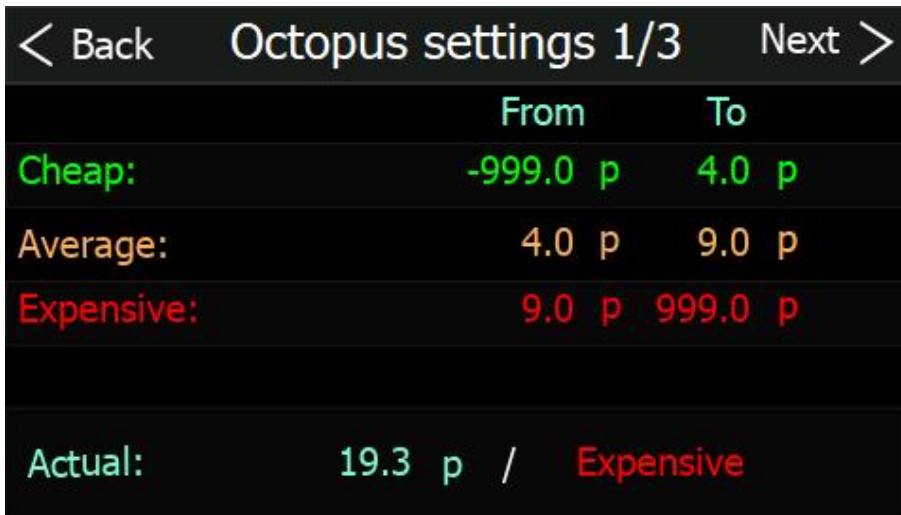 < Back Octopus settings 1/3 Next >
From To
Cheap: -999.0 p 4.0 p
Average: 4.0 p 9.0 p
Expensive: 9.0 p 999.0 p
Actual: 19.3 p / Expensive